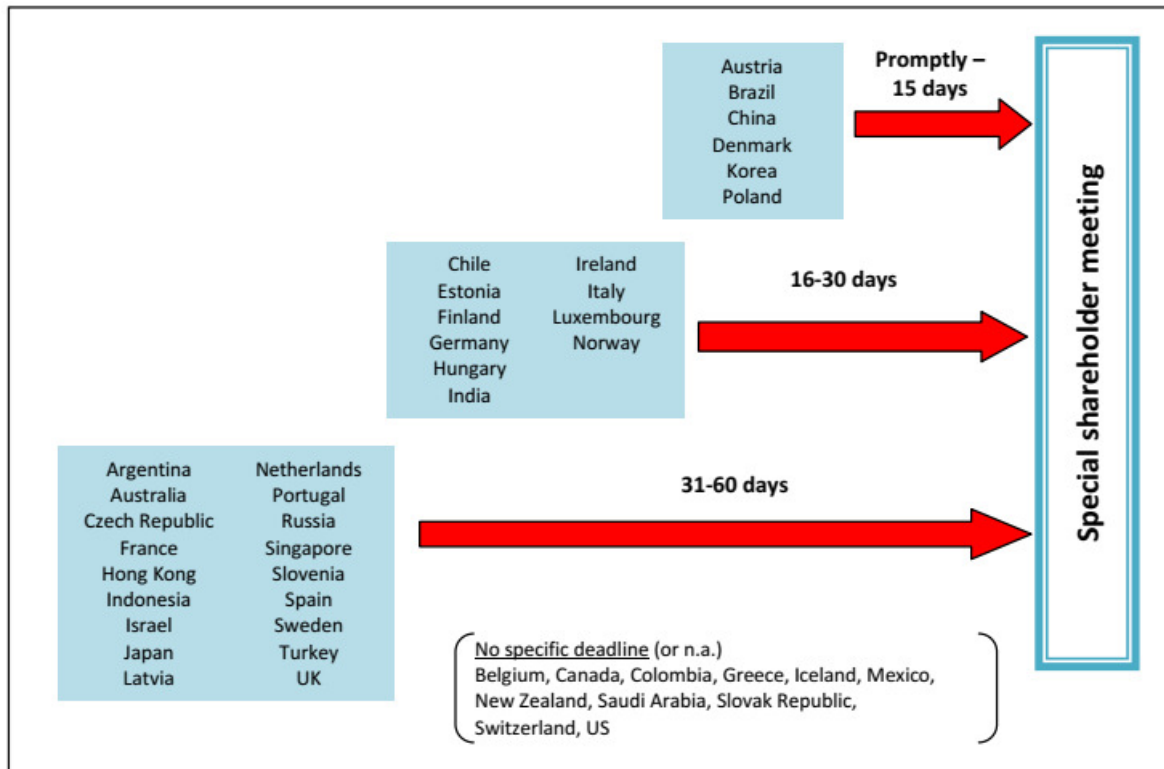 Austria
Brazil
China
Denmark
Korea
Poland
Promptly –
15 days
Chile
Estonia
Finland
Germany
Hungary
India
Ireland
Italy
Luxembourg
Norway
16-30 days
Argentina
Australia
Czech Republic
France
Hong Kong
Indonesia
Israel
Japan
Latvia
Netherlands
Portugal
Russia
Singapore
Slovenia
Spain
Sweden
Turkey
UK
31-60 days
No specific deadline (or n.a.)
Belgium, Canada, Colombia, Greece, Iceland, Mexico,
New Zealand, Saudi Arabia, Slovak Republic,
Switzerland, US
Special shareholder meeting